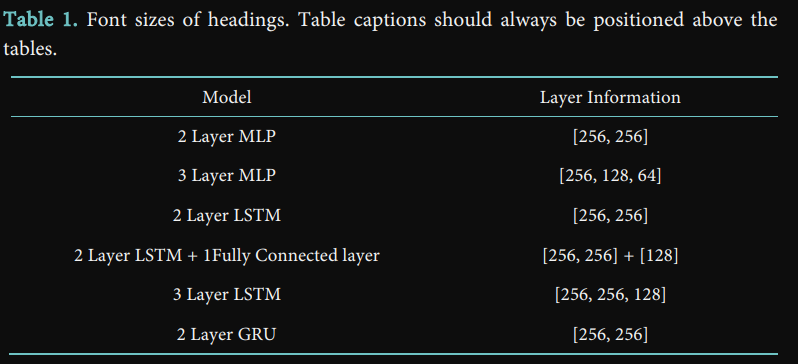 Table 1. Font sizes of headings. Table captions should always be positioned above the
tables.
Model Layer Information
2 Layer MLP [256, 256]
3 Layer MLP [256, 128, 64]
2 Layer LSTM [256, 256]
2 Layer LSTM + 1Fully Connected layer [256, 256] + [128]
3 Layer LSTM [256, 256, 128]
2 Layer GRU [256, 256]